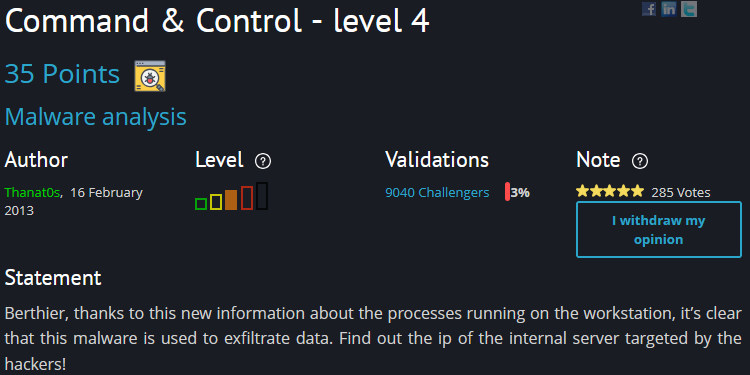 Command & Control - level 4
35 Points
Malware analysis
Author
Level ?
Validations
Note ?
Thanat0s, 16 February
2013
9040 Challengers 3%
285 Votes
I withdraw my
opinion
Statement
Berthier, thanks to this new information about the processes running on the workstation, it’s clear
that this malware is used to exfiltrate data. Find out the ip of the internal server targeted by the
hackers!